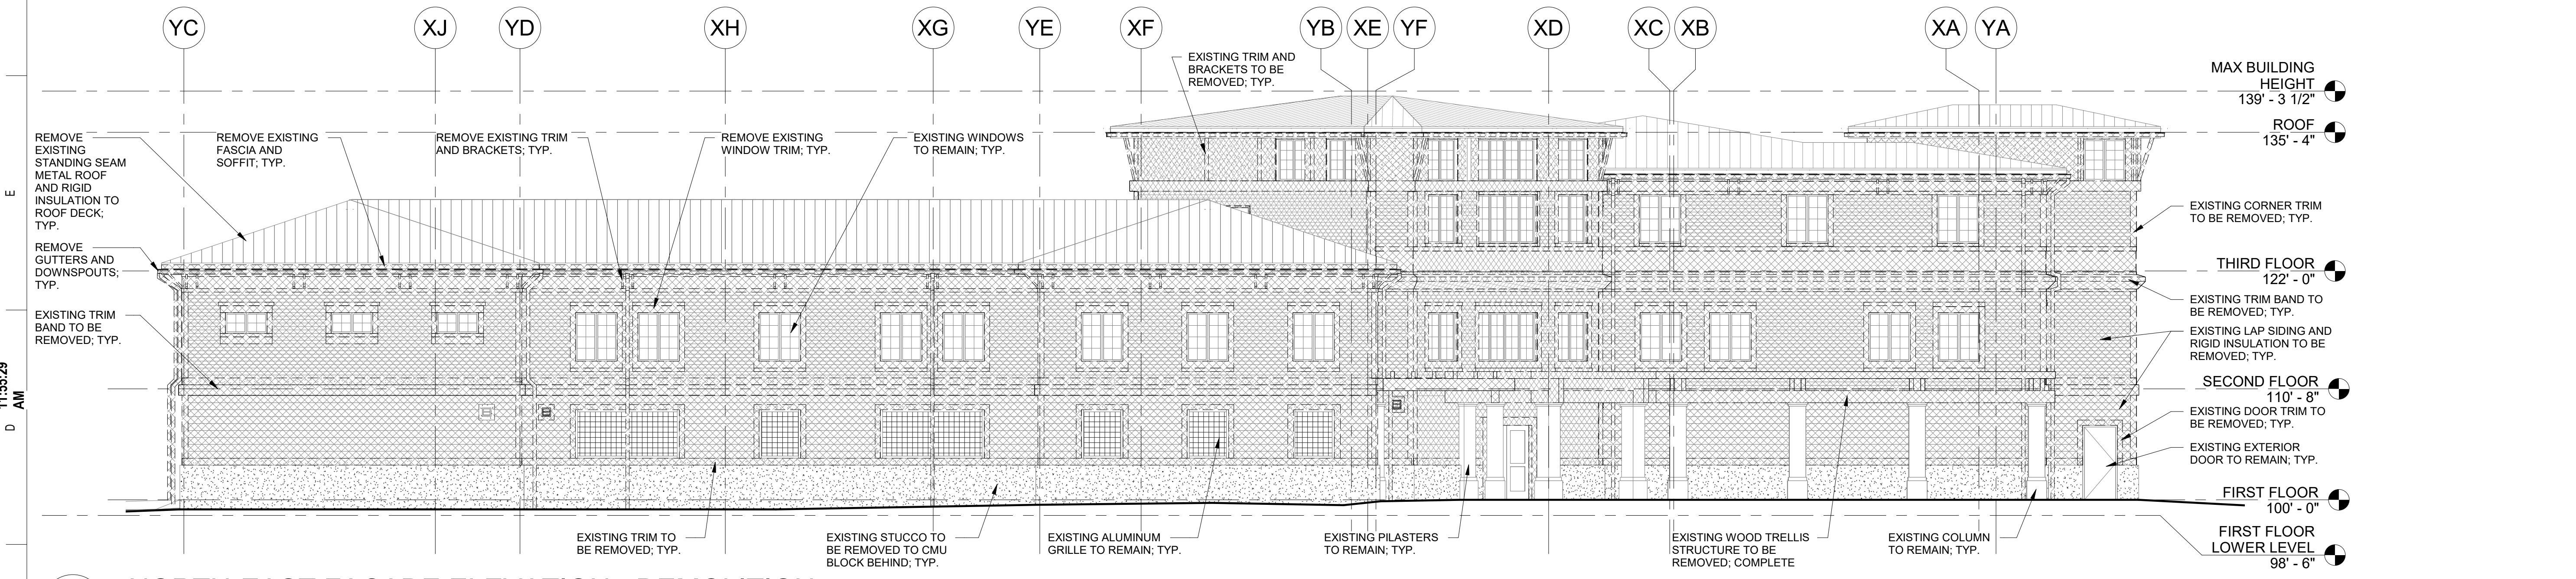 YC
XJ
YD
XH
XG
YE
XF
YB
XE
YF
XD
XC
XB
XA
YA
EXISTING TRIM AND
BRACKETS TO BE
REMOVED; TYP.
MAX BUILDING
HEIGHT
139' - 3 1/2"
ROOF
135' - 4"
REMOVE
EXISTING
STANDING SEAM
METAL ROOF
AND RIGID
INSULATION TO
ROOF DECK;
TYP.
REMOVE EXISTING
FASCIA AND
SOFFIT; TYP.
REMOVE EXISTING TRIM
AND BRACKETS; TYP.
REMOVE EXISTING
WINDOW TRIM; TYP.
EXISTING WINDOWS
TO REMAIN; TYP.
E
EXISTING CORNER TRIM
TO BE REMOVED; TYP.
REMOVE
GUTTERS AND
DOWNSPOUTS;
TYP.
THIRD FLOOR
122' - 0"
EXISTING TRIM BAND TO
BE REMOVED; TYP.
EXISTING TRIM
BAND TO BE
REMOVED; TYP.
EXISTING LAP SIDING AND
RIGID INSULATION TO BE
REMOVED; TYP.
11:55:29
AM
SECOND FLOOR
110' - 8"
D
EXISTING DOOR TRIM TO
BE REMOVED; TYP.
EXISTING EXTERIOR
DOOR TO REMAIN; TYP.
FIRST FLOOR
100' - 0"
EXISTING TRIM TO
BE REMOVED; TYP.
EXISTING STUCCO TO
BE REMOVED TO CMU
BLOCK BEHIND; TYP.
EXISTING ALUMINUM
GRILLE TO REMAIN; TYP.
EXISTING PILASTERS
TO REMAIN; TYP.
EXISTING WOOD TRELLIS
STRUCTURE TO BE
REMOVED; COMPLETE
EXISTING COLUMN
TO REMAIN; TYP.
FIRST FLOOR
LOWER LEVEL
98' - 6"